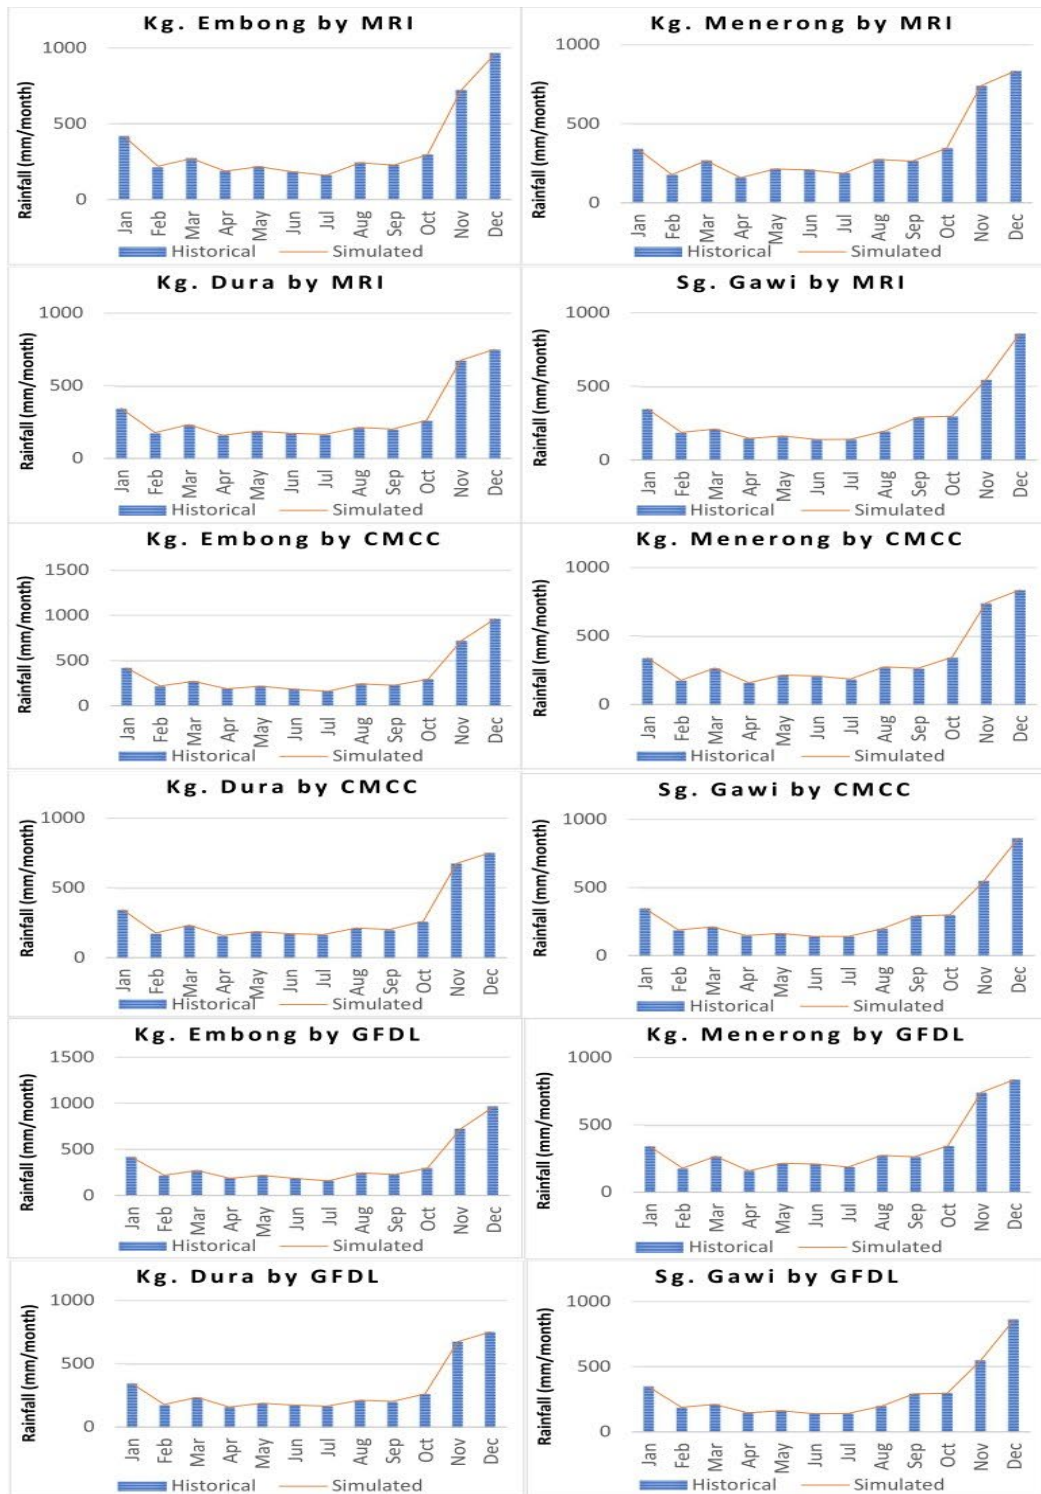 Kg. Embong by MRI
Rainfall (mm/month)
1000
500
0
Jan Feb Mar Apr May Jun Jul Aug Sep Oct Nov Dec
Historical Simulated
Kg. Menerong by MRI
Rainfall (mm/month)
1000
500
0
Jan Feb Mar Apr May Jun Jul Aug Sep Oct Nov Dec
Historical Simulated
Kg. Dura by MRI
Rainfall (mm/month)
1000
500
0
Jan Feb Mar Apr May Jun Jul Aug Sep Oct Nov Dec
Historical Simulated
Sg. Gawi by MRI
Rainfall (mm/month)
1000
500
0
Jan Feb Mar Apr May Jun Jul Aug Sep Oct Nov Dec
Historical Simulated
Kg. Embong by CMCC
Rainfall (mm/month)
1500
1000
500
0
Jan Feb Mar Apr May Jun Jul Aug Sep Oct Nov Dec
Historical Simulated
Kg. Menerong by CMCC
Rainfall (mm/month)
1000
500
0
Jan Feb Mar Apr May Jun Jul Aug Sep Oct Nov Dec
Historical Simulated
Kg. Dura by CMCC
Rainfall (mm/month)
1000
500
0
Jan Feb Mar Apr May Jun Jul Aug Sep Oct Nov Dec
Historical Simulated
Sg. Gawi by CMCC
Rainfall (mm/month)
1000
500
0
Jan Feb Mar Apr May Jun Jul Aug Sep Oct Nov Dec
Historical Simulated
Kg. Embong by GFDL
Rainfall (mm/month)
1500
1000
500
0
Jan Feb Mar Apr May Jun Jul Aug Sep Oct Nov Dec
Historical Simulated
Kg. Menerong by GFDL
Rainfall (mm/month)
1000
500
0
Jan Feb Mar Apr May Jun Jul Aug Sep Oct Nov Dec
Historical Simulated
Kg. Dura by GFDL
Rainfall (mm/month)
1000
500
0
Jan Feb Mar Apr May Jun Jul Aug Sep Oct Nov Dec
Historical Simulated
Sg. Gawi by GFDL
Rainfall (mm/month)
1000
500
0
Jan Feb Mar Apr May Jun Jul Aug Sep Oct Nov Dec
Historical Simulated